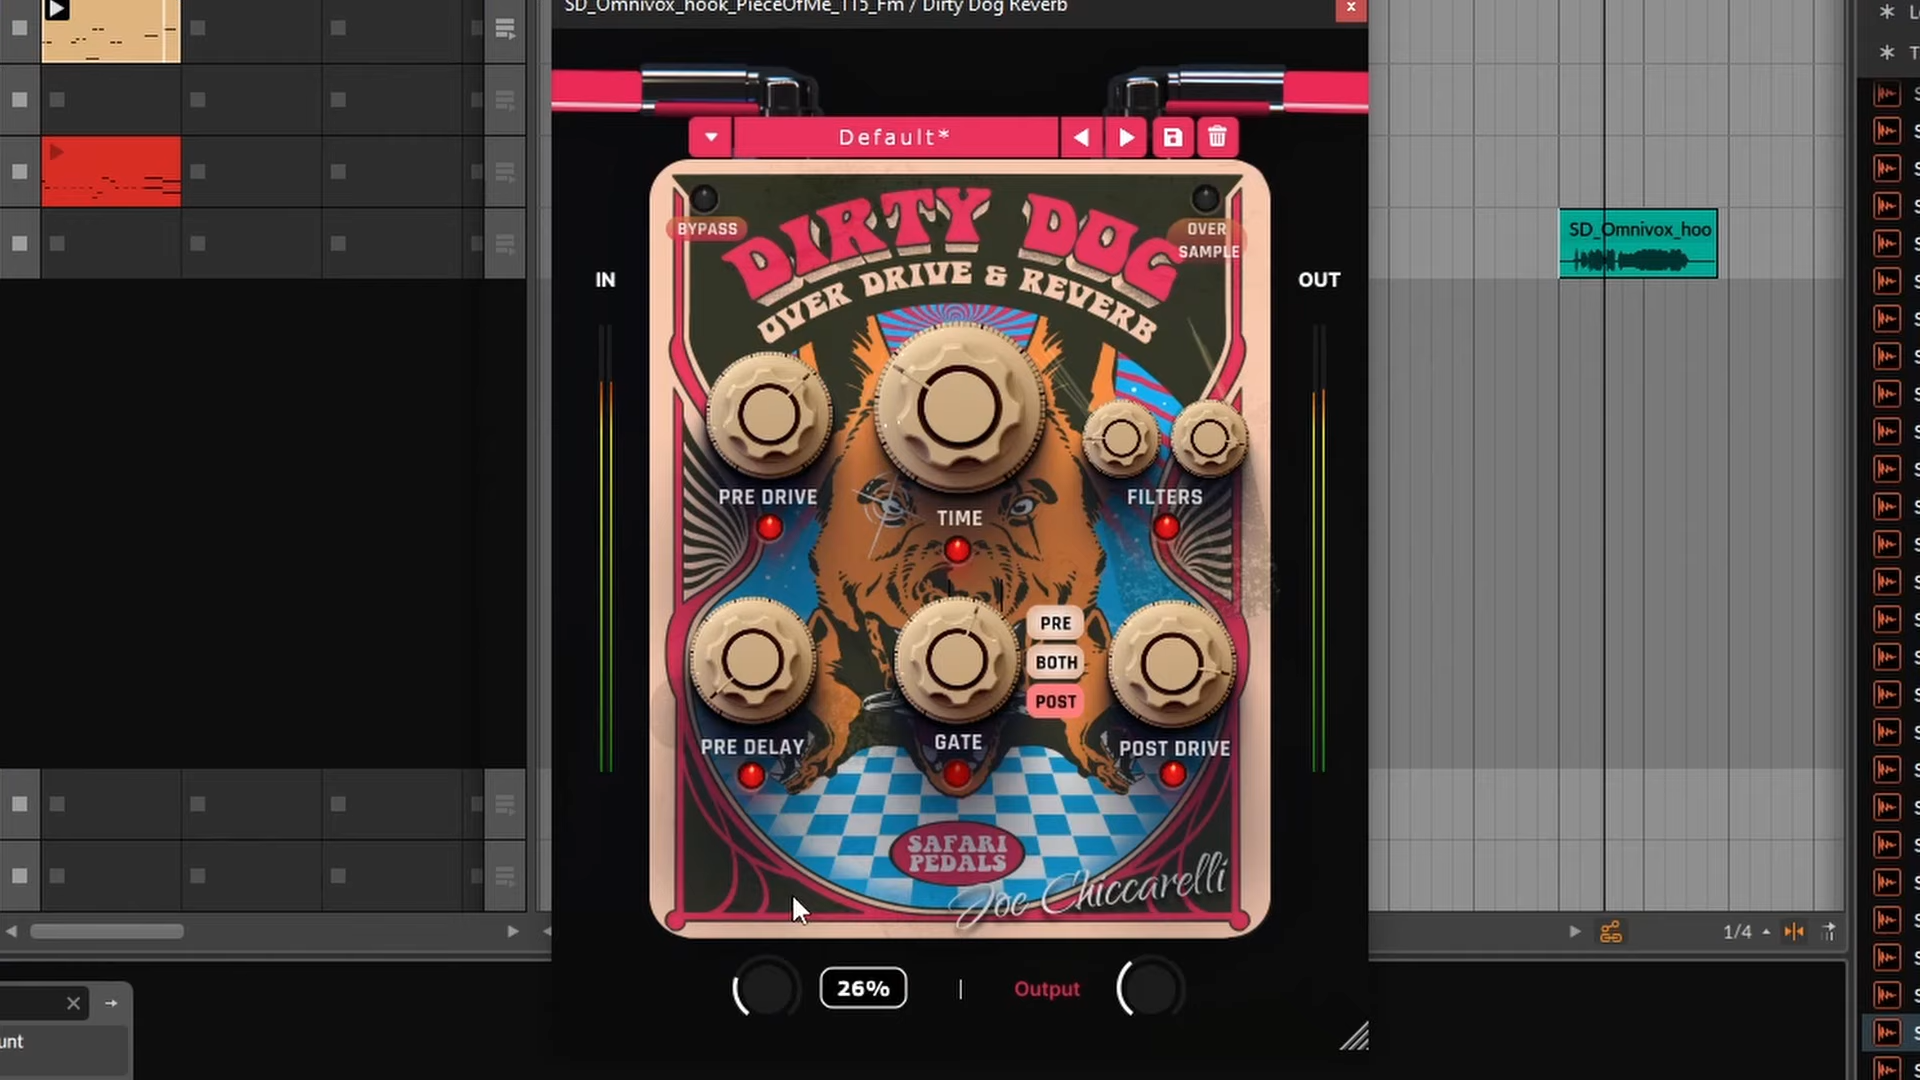 SD_Omnivox_hook_PieceOfMe_115_Fm / Dirty Dog Reverb
x
Default*
BYPASS
DIRTY DOG
OVER SAMPLE
OVER DRIVE & REVERB
IN
OUT
SD_Omnivox_hoo
PRE DRIVE
TIME
FILTERS
PRE
BOTH
POST
PRE DELAY
GATE
POST DRIVE
SAFARI
PEDALS
Joe Chiccarelli
1/4
26%
|
Output
unt